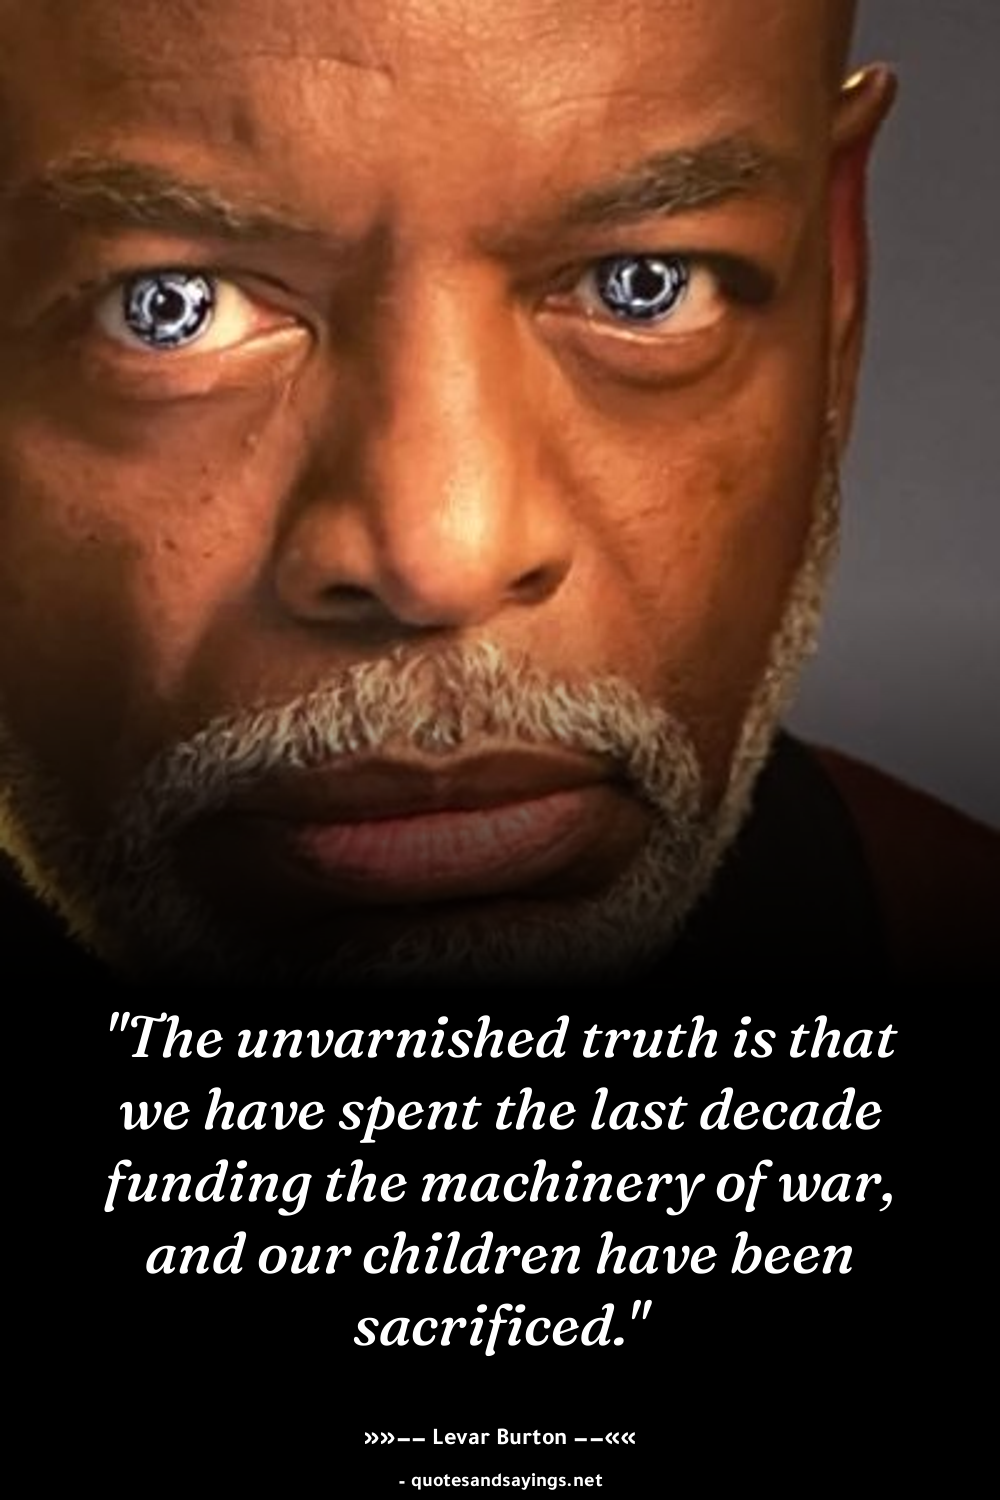 "The unvarnished truth is that
we have spent the last decade
funding the machinery of war,
and our children have been
sacrificed."
»»−− Levar Burton −−««
- quotesandsayings.net